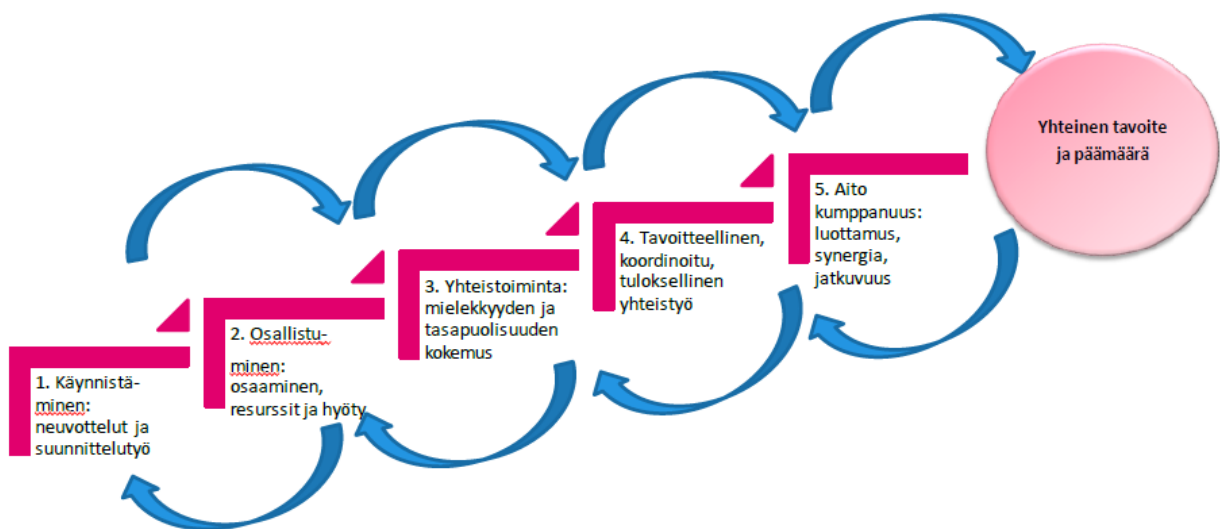 1. Käynnistä-
minen:
neuvottelut ja
suunnittelutyö
2. Osallistu-
minen:
osaaminen,
resurssit ja hyöty
3. Yhteistoiminta:
mielekkyyden ja
tasapuolisuuden
kokemus
4. Tavoitteellinen,
koordinoitu,
tuloksellinen
yhteistyö
5. Aito
kumppanuus:
luottamus,
synergia,
jatkuvuus
Yhteinen tavoite
ja päämäärä